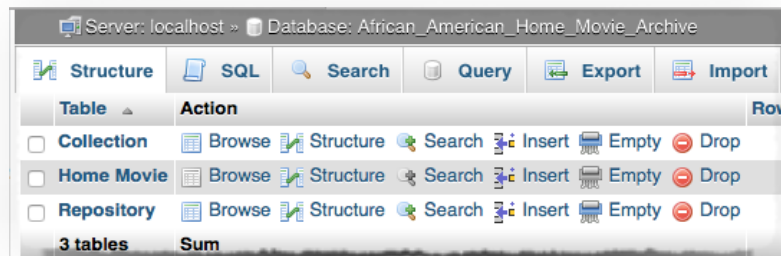 Server: localhost » Database: African_American_Home_Movie_Archive
Structure SQL Search Query Export Import
Table Action
Collection Browse Structure Search Insert Empty Drop
Home Movie Browse Structure Search Insert Empty Drop
Repository Browse Structure Search Insert Empty Drop
3 tables Sum